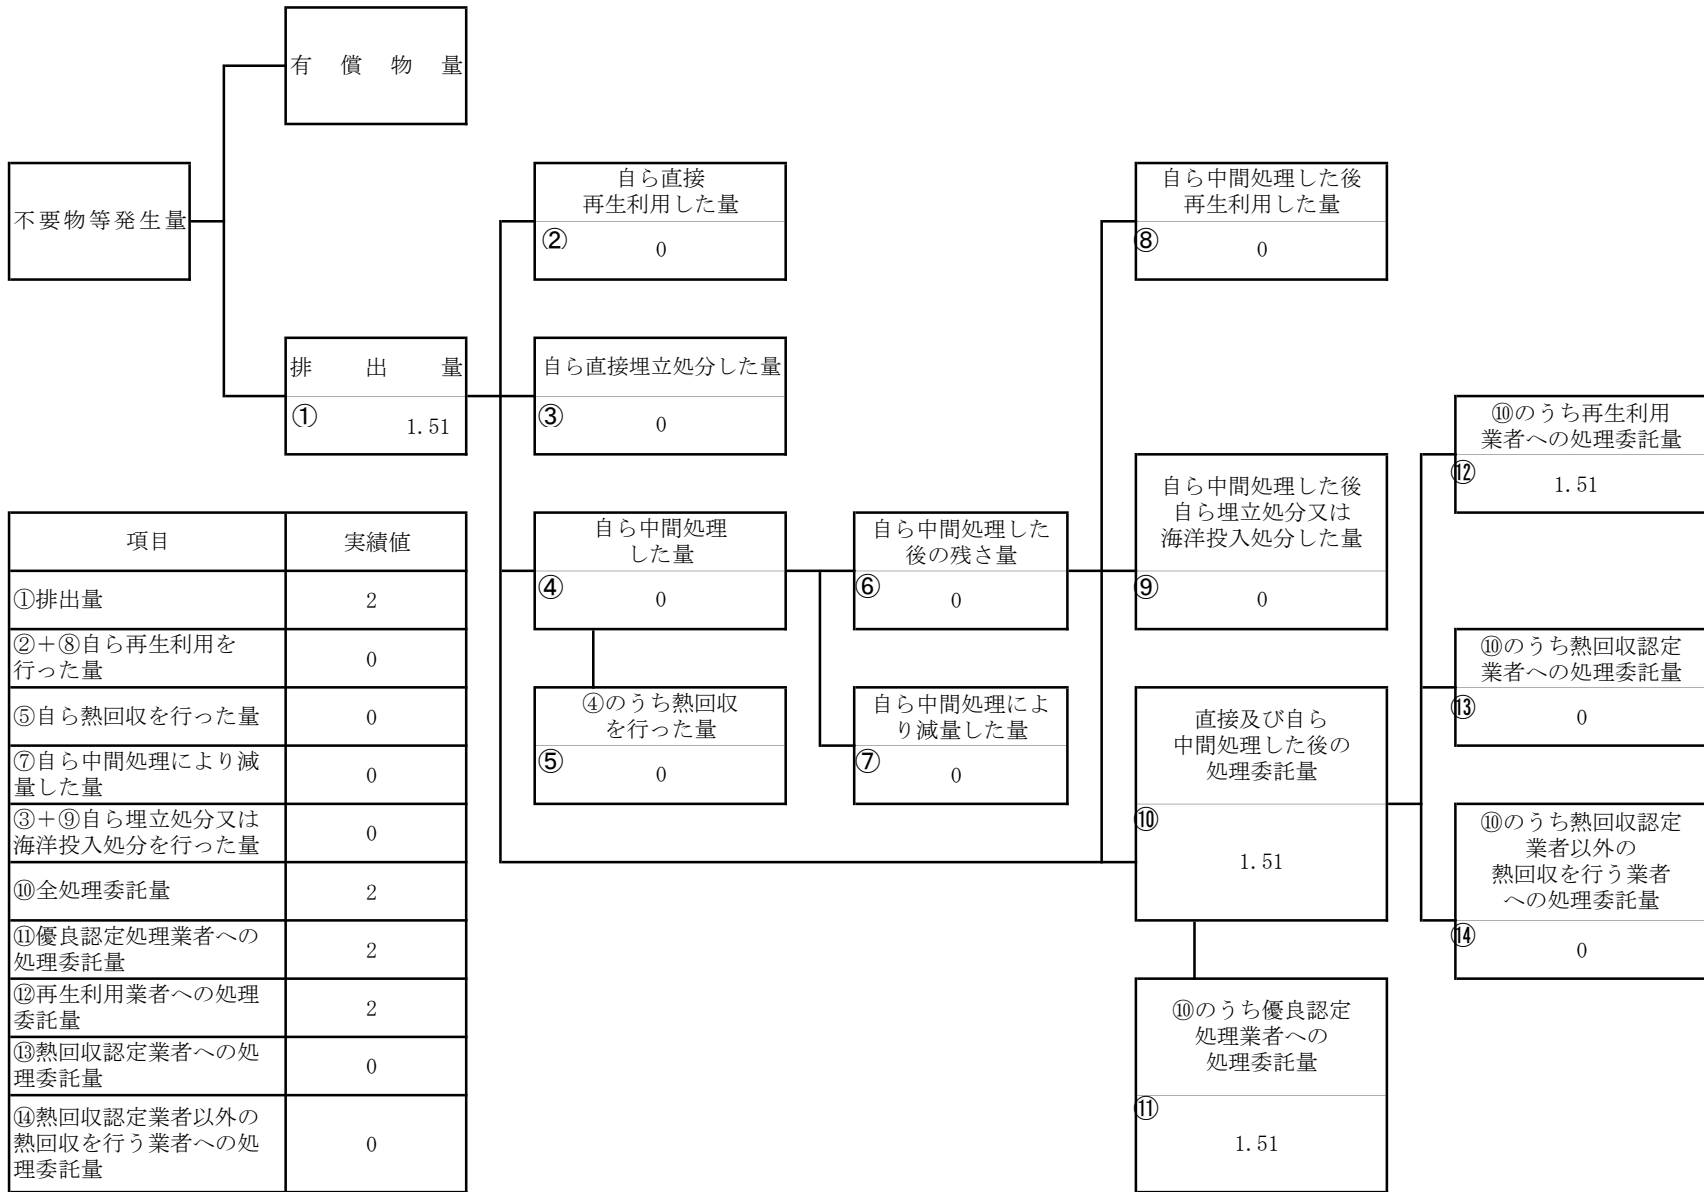 有償物量
不要物等発生量
自ら直接
再生利用した量
②
0
自ら中間処理した後
再生利用した量
⑧
0
排出量
①
1.51
自ら直接埋立処分した量
③
0
⑩のうち再生利用
業者への処理委託量
⑫
1.51
自ら中間処理した後
自ら埋立処分又は
海洋投入処分した量
⑨
0
自ら中間処理
した量
④
0
自ら中間処理した
後の残さ量
⑥
0
⑩のうち熱回収認定
業者への処理委託量
⑬
0
④のうち熱回収
を行った量
⑤
0
自ら中間処理によ
り減量した量
⑦
0
直接及び自ら
中間処理した後の
処理委託量
⑩
1.51
⑩のうち熱回収認定
業者以外の
熱回収を行う業者
への処理委託量
⑭
0
⑩のうち優良認定
処理業者への
処理委託量
⑪
1.51
項目 実績値
①排出量 2
②+⑧自ら再生利用を
行った量 0
⑤自ら熱回収を行った量 0
⑦自ら中間処理により減
量した量 0
③+⑨自ら埋立処分又は
海洋投入処分を行った量 0
⑩全処理委託量 2
⑪優良認定処理業者への
処理委託量 2
⑫再生利用業者への処理
委託量 2
⑬熱回収認定業者への処
理委託量 0
⑭熱回収認定業者以外の
熱回収を行う業者への処
理委託量 0